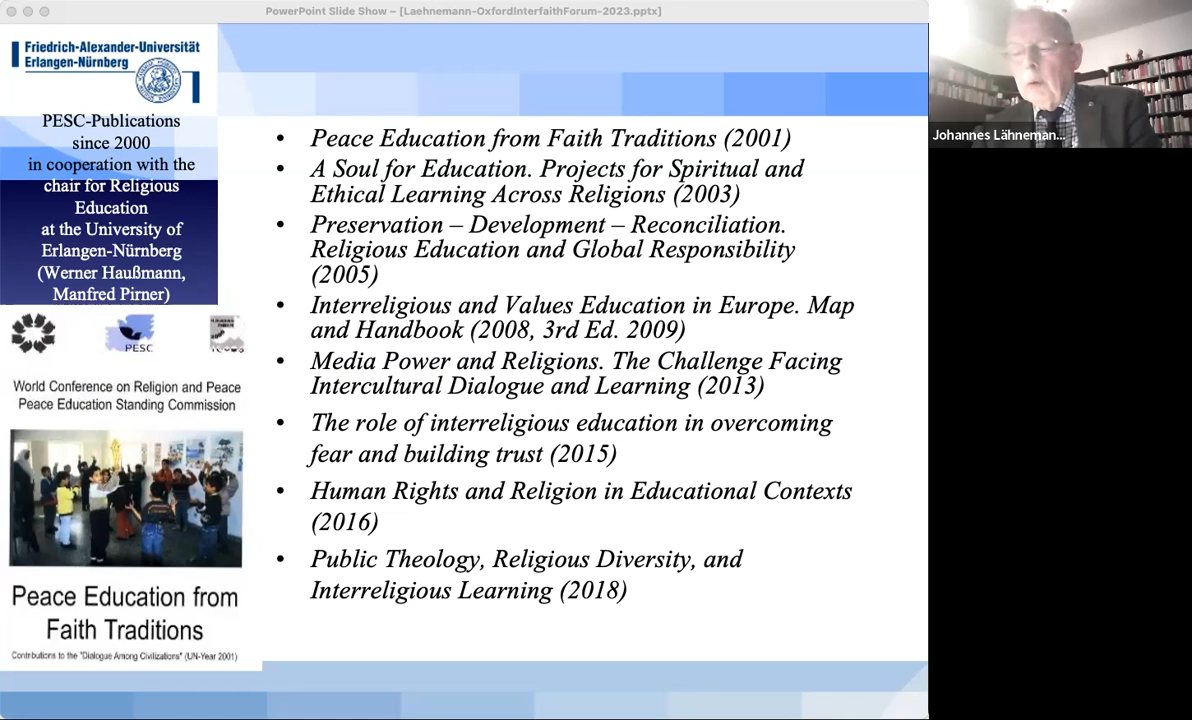 PowerPoint Slide Show – [Laehnemann-OxfordInterfaithForum-2023.pptx]
Friedrich-Alexander-Universität
Erlangen-Nürnberg
PESC-Publications
since 2000
in cooperation with the
chair for Religious
Education
at the University of
Erlangen-Nürnberg
(Werner Haußmann,
Manfred Pirner)
PESC
World Conference on Religion and Peace
Peace Education Standing Commission
Peace Education from
Faith Traditions
Contributions to the "Dialogue Among Civilizations" (UN-Year 2001)
• Peace Education from Faith Traditions (2001)
• A Soul for Education. Projects for Spiritual and
Ethical Learning Across Religions (2003)
• Preservation – Development – Reconciliation.
Religious Education and Global Responsibility
(2005)
• Interreligious and Values Education in Europe. Map
and Handbook (2008, 3rd Ed. 2009)
• Media Power and Religions. The Challenge Facing
Intercultural Dialogue and Learning (2013)
• The role of interreligious education in overcoming
fear and building trust (2015)
• Human Rights and Religion in Educational Contexts
(2016)
• Public Theology, Religious Diversity, and
Interreligious Learning (2018)
Johannes Lähneman...